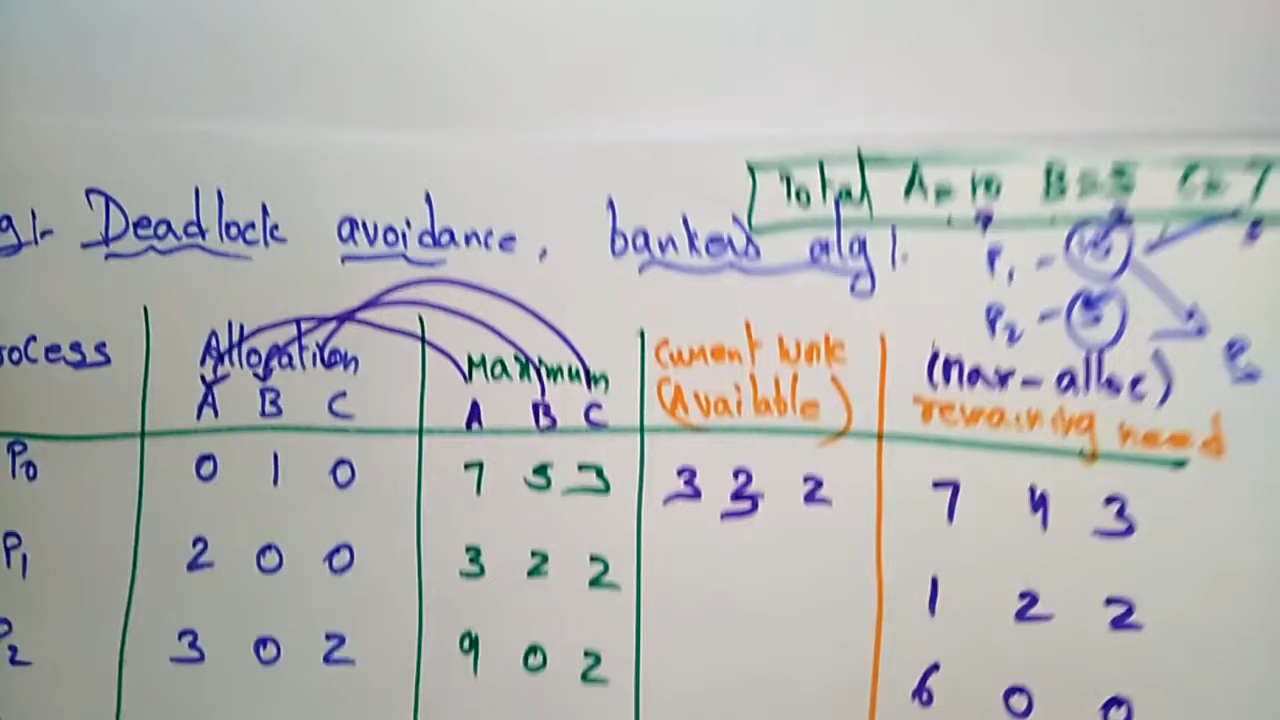 Total A=10 B=5 C=7
Deadlock avoidance, bankers alg).
P1 -
P2 - 5
ocess Allocation Maximum Current work (max-alloc)
(Available) remaining need
A B C A B C
P0 0 1 0 7 5 3 3 3 2 7 4 3
P1 2 0 0 3 2 2 1 2 2
P2 3 0 2 9 0 2 6 0 0